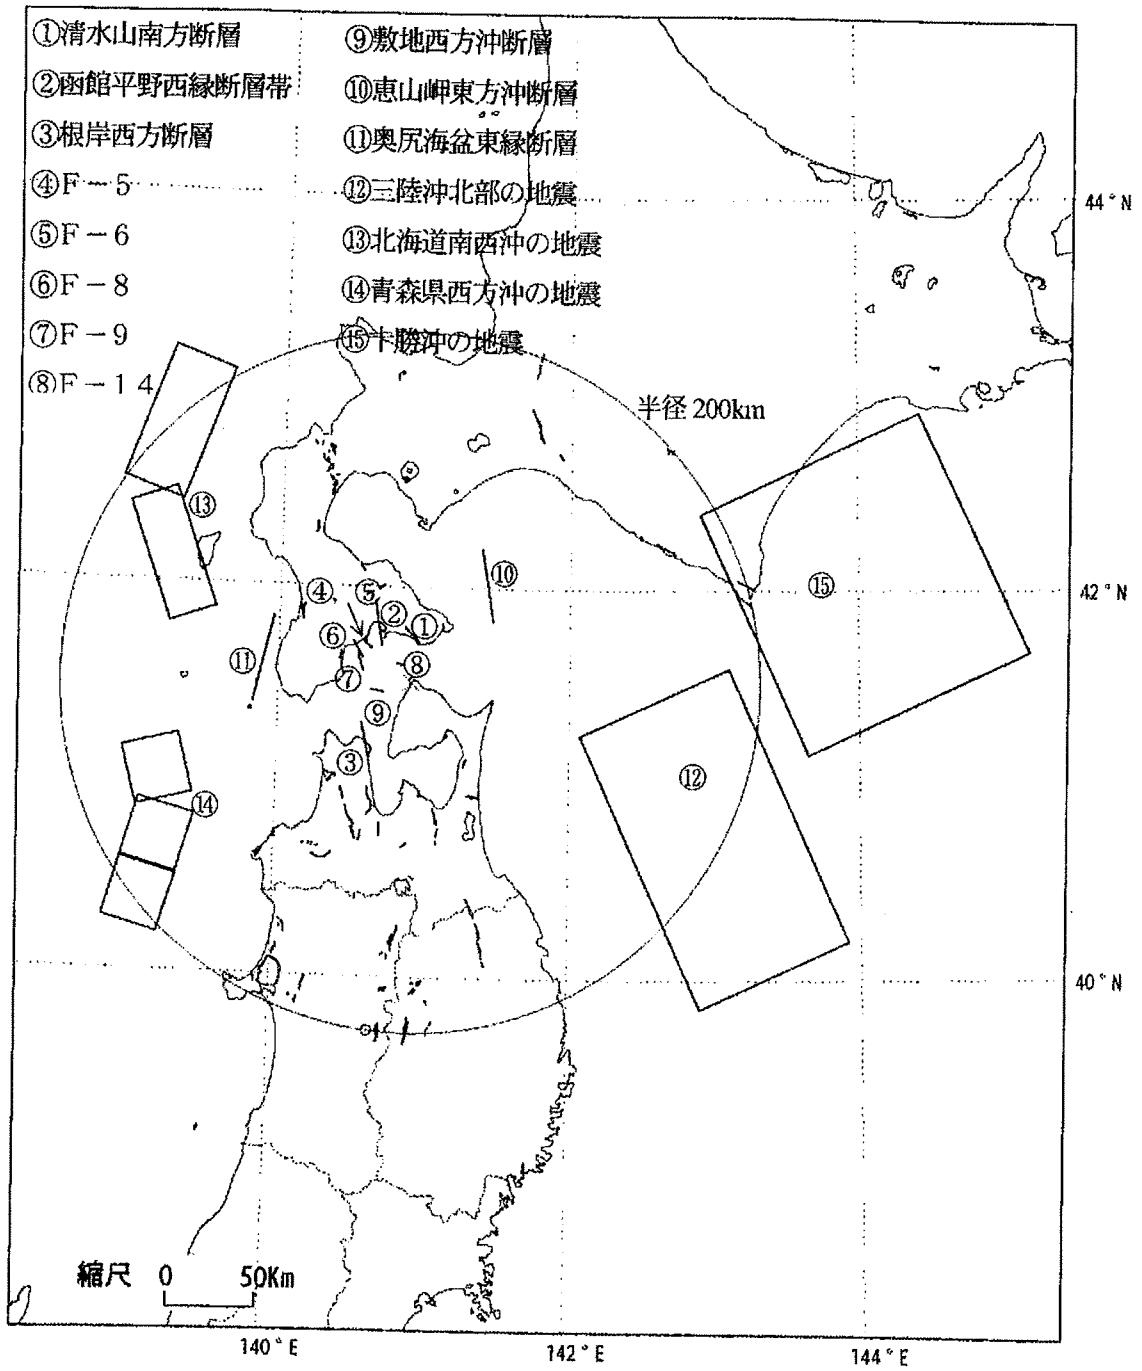 ①清水山南方断層
②函館平野西縁断層帯
③根岸西方断層
④F－5
⑤F－6
⑥F－8
⑦F－9
⑧F－14
⑨敷地西方沖断層
⑩恵山岬東方沖断層
⑪奥尻海盆東縁断層
⑫三陸沖北部の地震
⑬北海道南西沖の地震
⑭青森県西方沖の地震
⑮十勝沖の地震
44°N
半径 200km
⑬
⑩
⑮
42°N
④
⑤
②
①
⑥
⑪
⑧
⑦
⑨
③
⑫
⑭
40°N
縮尺 0 50Km
140°E
142°E
144°E